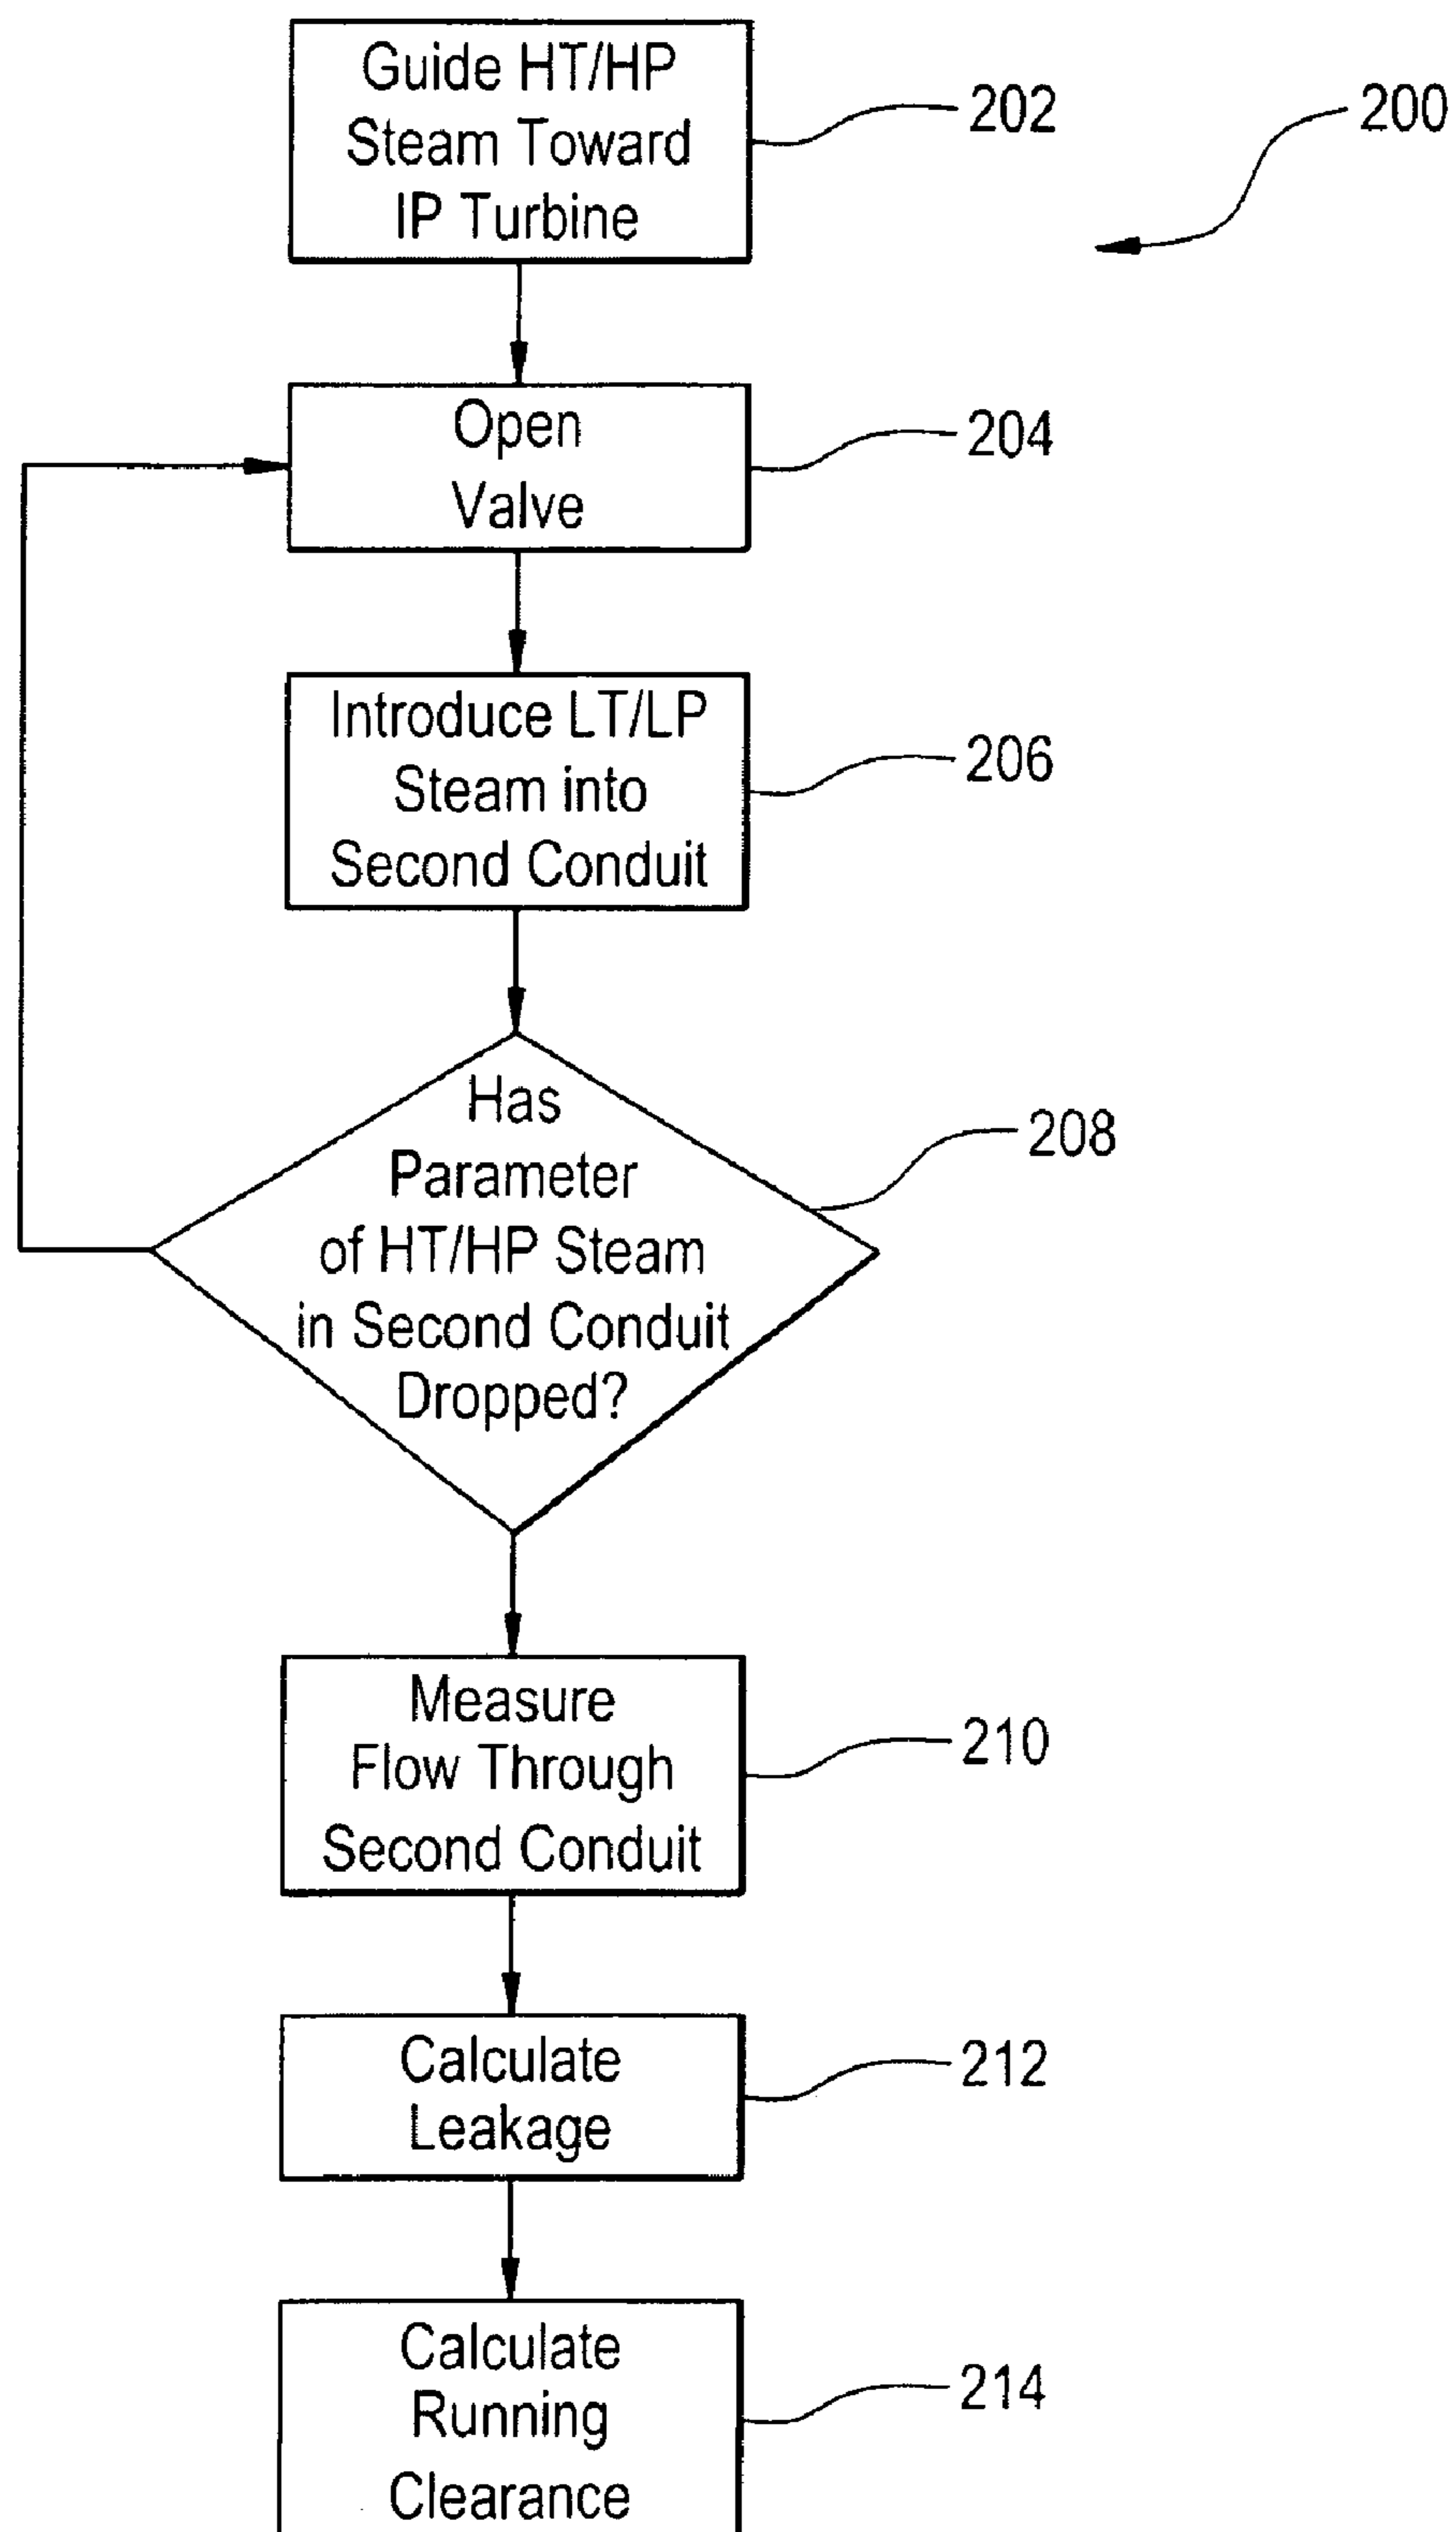 Guide HT/HP
Steam Toward
IP Turbine
202
200
Open
Valve
204
Introduce LT/LP
Steam into
Second Conduit
206
Has
Parameter
of HT/HP Steam
in Second Conduit
Dropped?
208
Measure
Flow Through
Second Conduit
210
Calculate
Leakage
212
Calculate
Running
Clearance
214